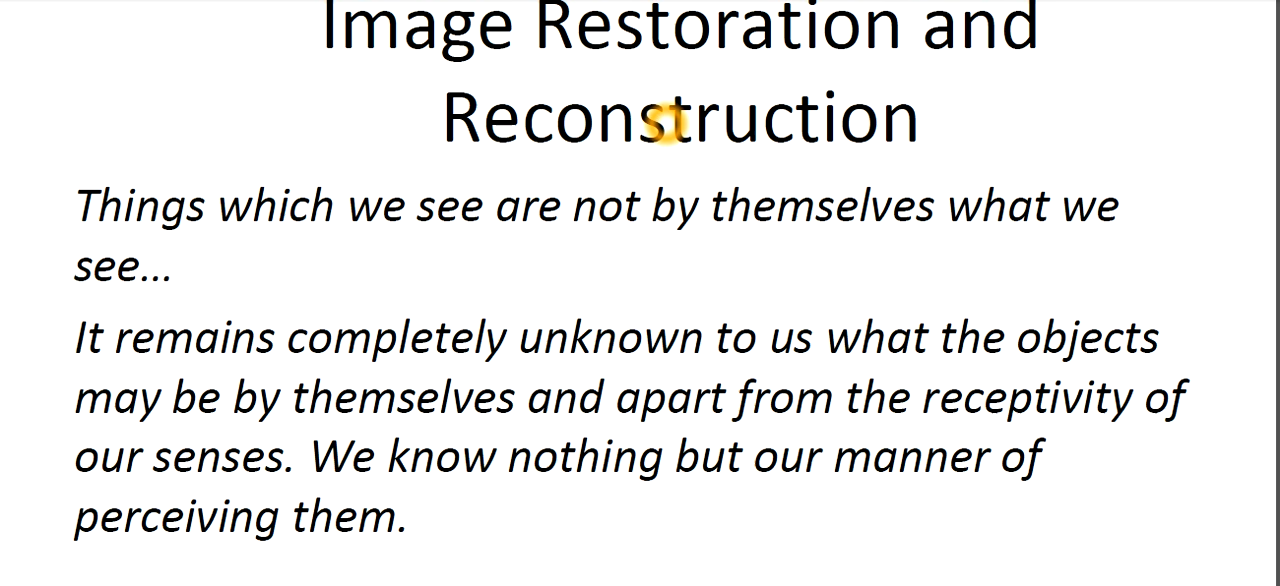 Image Restoration and
Reconstruction
Things which we see are not by themselves what we
see...
It remains completely unknown to us what the objects
may be by themselves and apart from the receptivity of
our senses. We know nothing but our manner of
perceiving them.